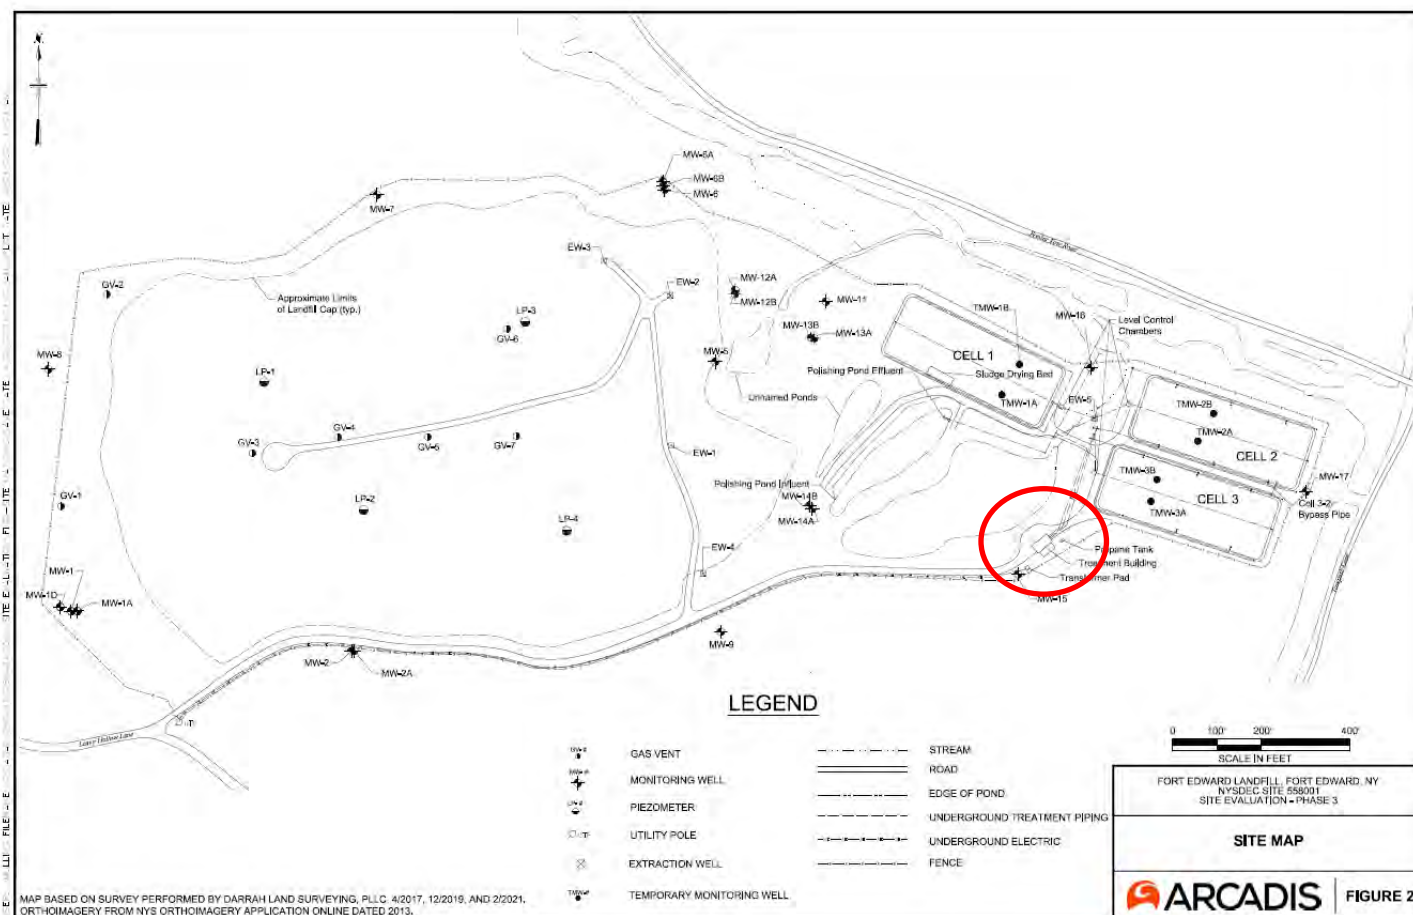 N
MW-6A
MW-6B
MW-6
MW-7
EW-3
EW-2
GV-2
Approximate Limits
of Landfill Cap (typ.)
LP-3
GV-6
MW-12A
MW-12B
MW-11
MW-13B
MW-13A
TMW-1B
MW-16
Level Control
Chambers
MW-8
LP-1
MW-5
CELL 1
Polishing Pond Effluent
Sludge Drying Bed
Unnamed Ponds
TMW-1A
EW-5
TMW-2B
TMW-2A
CELL 2
GV-3
GV-4
GV-5
GV-7
EW-1
TMW-3B
CELL 3
TMW-3A
MW-17
Cell 3-2
Bypass Pipe
Polishing Pond Influent
MW-14B
MW-14A
GV-1
LP-2
LP-4
EW-4
Propane Tank
Treatment Building
Transformer Pad
MW-15
MW-1
MW-1D
MW-1A
MW-9
MW-2
MW-2A
Leavy Hollow Lane
LEGEND
GAS VENT
MONITORING WELL
PIEZOMETER
UTILITY POLE
EXTRACTION WELL
TEMPORARY MONITORING WELL
STREAM
ROAD
EDGE OF POND
UNDERGROUND TREATMENT PIPING
UNDERGROUND ELECTRIC
FENCE
0 100' 200' 400'
SCALE IN FEET
FORT EDWARD LANDFILL, FORT EDWARD, NY
NYSDEC SITE 558001
SITE EVALUATION - PHASE 3
SITE MAP
ARCADIS
FIGURE 2
MAP BASED ON SURVEY PERFORMED BY DARRAH LAND SURVEYING, PLLC. 4/2017, 12/2019, AND 2/2021.
ORTHOIMAGERY FROM NYS ORTHOIMAGERY APPLICATION ONLINE DATED 2013.